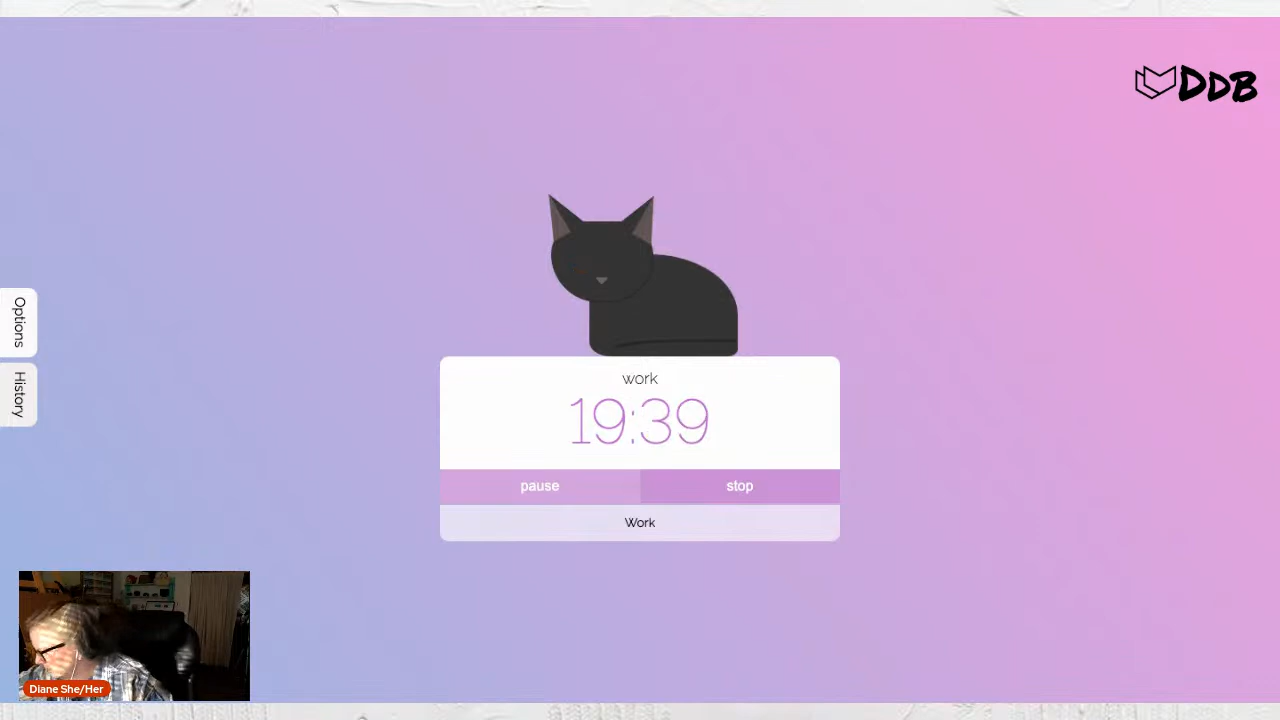 DDB
Options
History
work
19:39
pause stop
Work
Diane She/Her